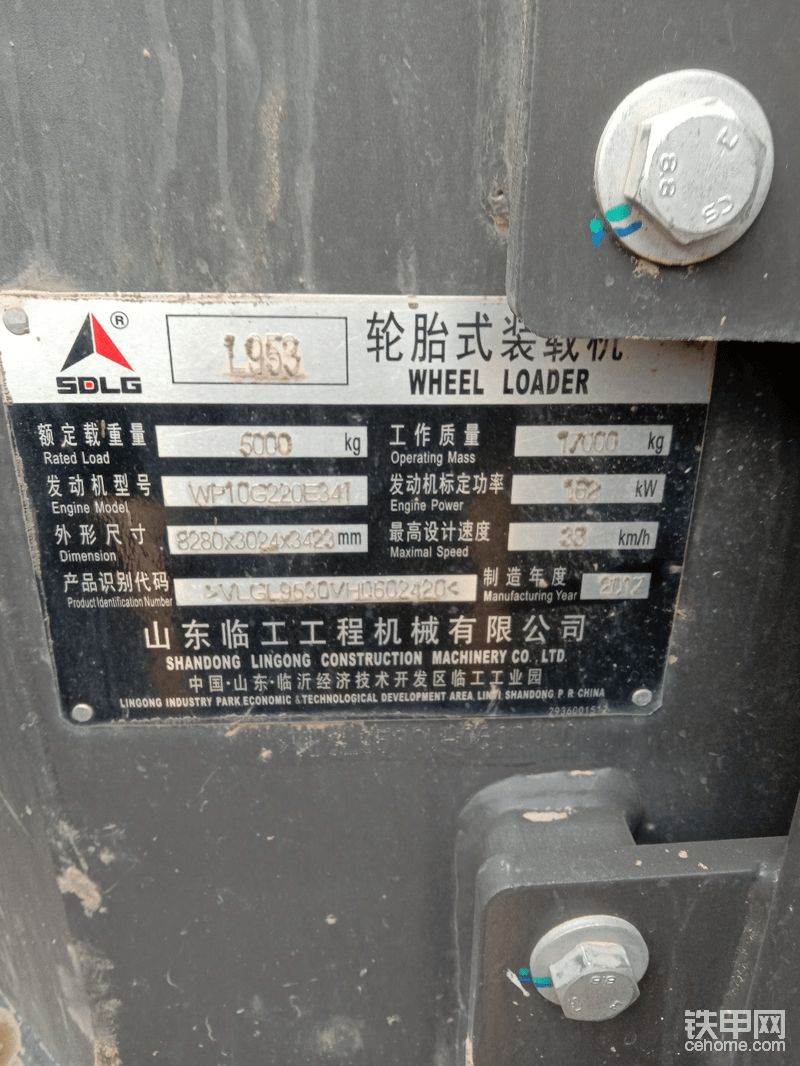 ®
SDLG
L953
轮胎式装载机
WHEEL LOADER
额定载重量 5000 kg
Rated Load
工作质量 17000 kg
Operating Mass
发动机型号 WP10G220E341
Engine Model
发动机标定功率 162 kW
Engine Power
外形尺寸 8280x3024x3423 mm
Dimension
最高设计速度 38 km/h
Maximal Speed
产品识别代码 >VLGL9530VH0602420<
Product Identification Number
制造年度 2017
Manufacturing Year
山东临工工程机械有限公司
SHANDONG LINGONG CONSTRUCTION MACHINERY CO. LTD.
中国·山东·临沂经济技术开发区临工工业园
LINGONG INDUSTRY PARK.ECONOMIC & TECHNOLOGICAL DEVELOPMENT AREA LINYI SHANDONG P R CHINA
8.8
铁甲网
cehome.com